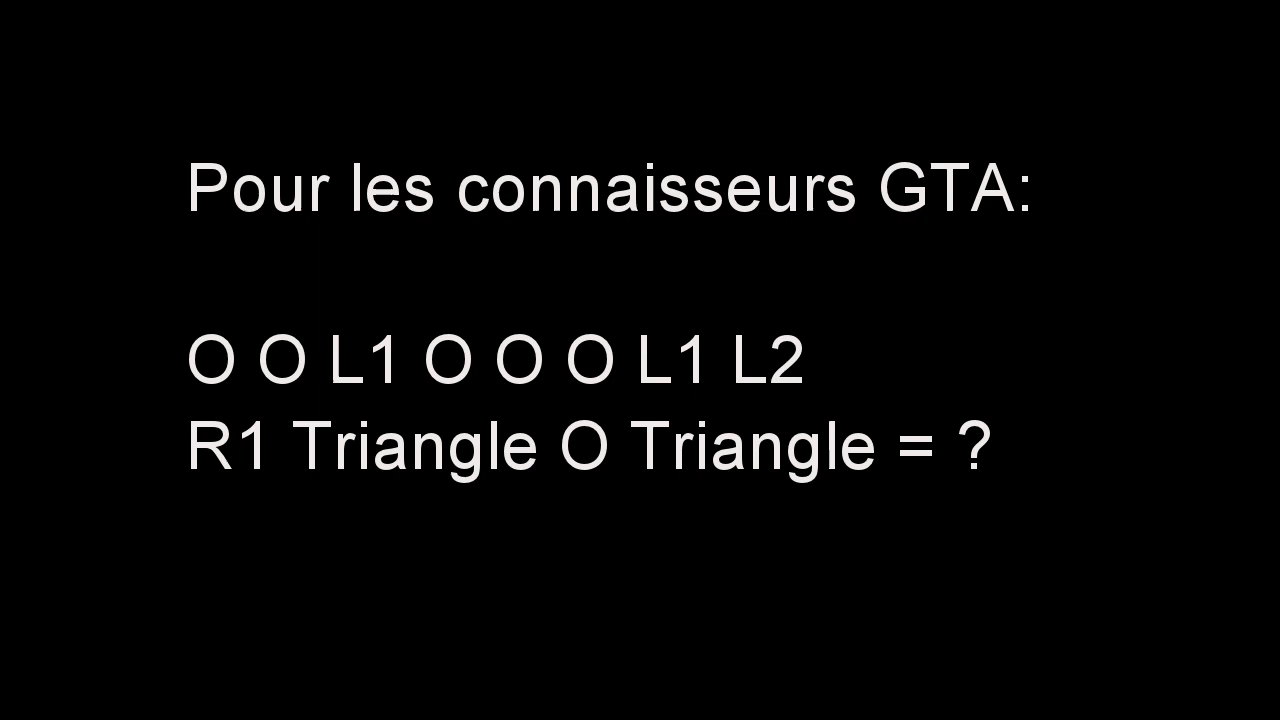 Pour les connaisseurs GTA:
O O L1 O O O L1 L2
R1 Triangle O Triangle = ?